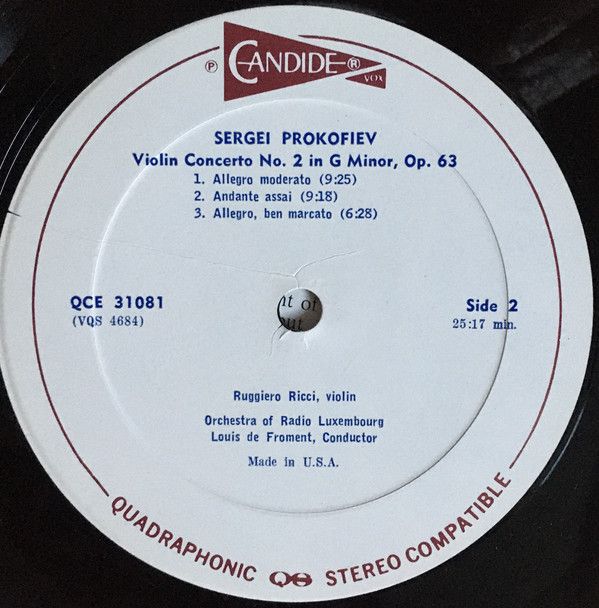 ℗ CANDIDE ®
VOX
SERGEI PROKOFIEV
Violin Concerto No. 2 in G Minor, Op. 63
1. Allegro moderato (9:25)
2. Andante assai (9:18)
3. Allegro, ben marcato (6:28)
QCE 31081
(VQS 4684)
Side 2
25:17 min.
of
Ruggiero Ricci, violin
Orchestra of Radio Luxembourg
Louis de Froment, Conductor
Made in U.S.A.
QUADRAPHONIC QS STEREO COMPATIBLE